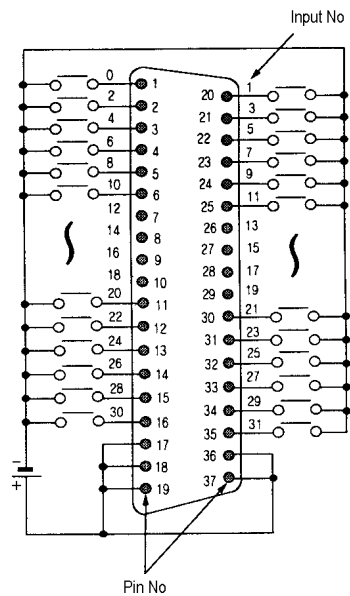 Input No
0 1 20 1
2 2 21 3
4 3 22 5
6 4 23 7
8 5 24 9
10 6 25 11
12 7 26 13
14 8 27 15
16 9 28 17
18 10 29 19
20 11 30 21
22 12 31 23
24 13 32 25
26 14 33 27
28 15 34 29
30 16 35 31
17 36
18 37
19
−
+
Pin No